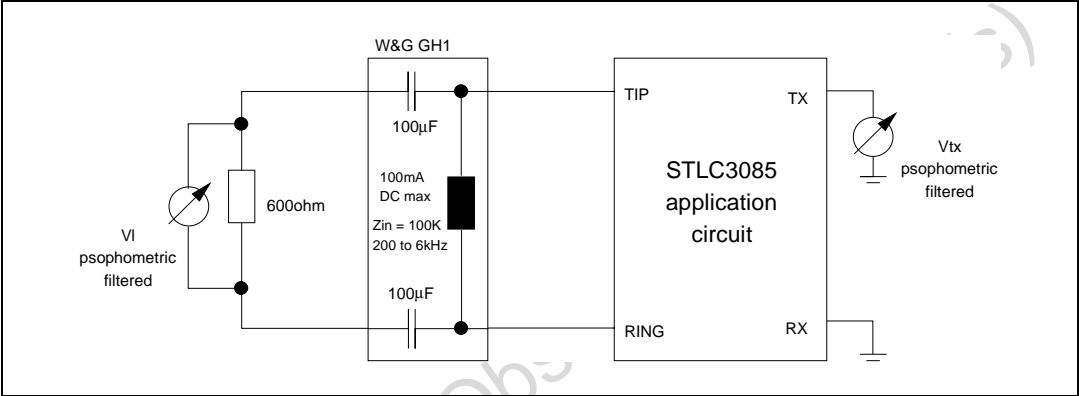 W&G GH1
100μF
100mA
DC max
Zin = 100K
200 to 6kHz
100μF
600ohm
Vl
psophometric
filtered
TIP
RING
STLC3085
application
circuit
TX
RX
Vtx
psophometric
filtered